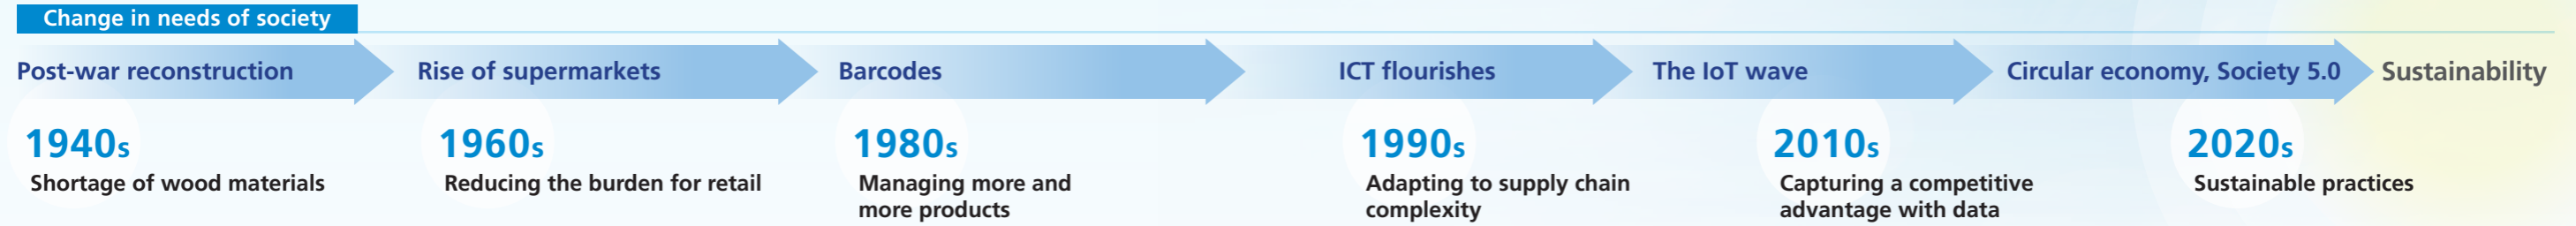 Change in needs of society
Post-war reconstruction
Rise of supermarkets
Barcodes
ICT flourishes
The IoT wave
Circular economy, Society 5.0
Sustainability
1940s
Shortage of wood materials
1960s
Reducing the burden for retail
1980s
Managing more and
more products
1990s
Adapting to supply chain
complexity
2010s
Capturing a competitive
advantage with data
2020s
Sustainable practices